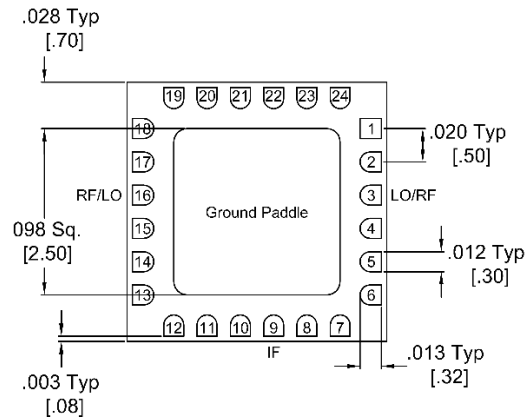 .028 Typ
[.70]
19 20 21 22 23 24
18
1
.020 Typ
[.50]
17
2
RF/LO
16
3
LO/RF
Ground Paddle
098 Sq.
[2.50]
15
4
14
5
.012 Typ
[.30]
13
6
12 11 10 9 8 7
IF
.003 Typ
[.08]
.013 Typ
[.32]